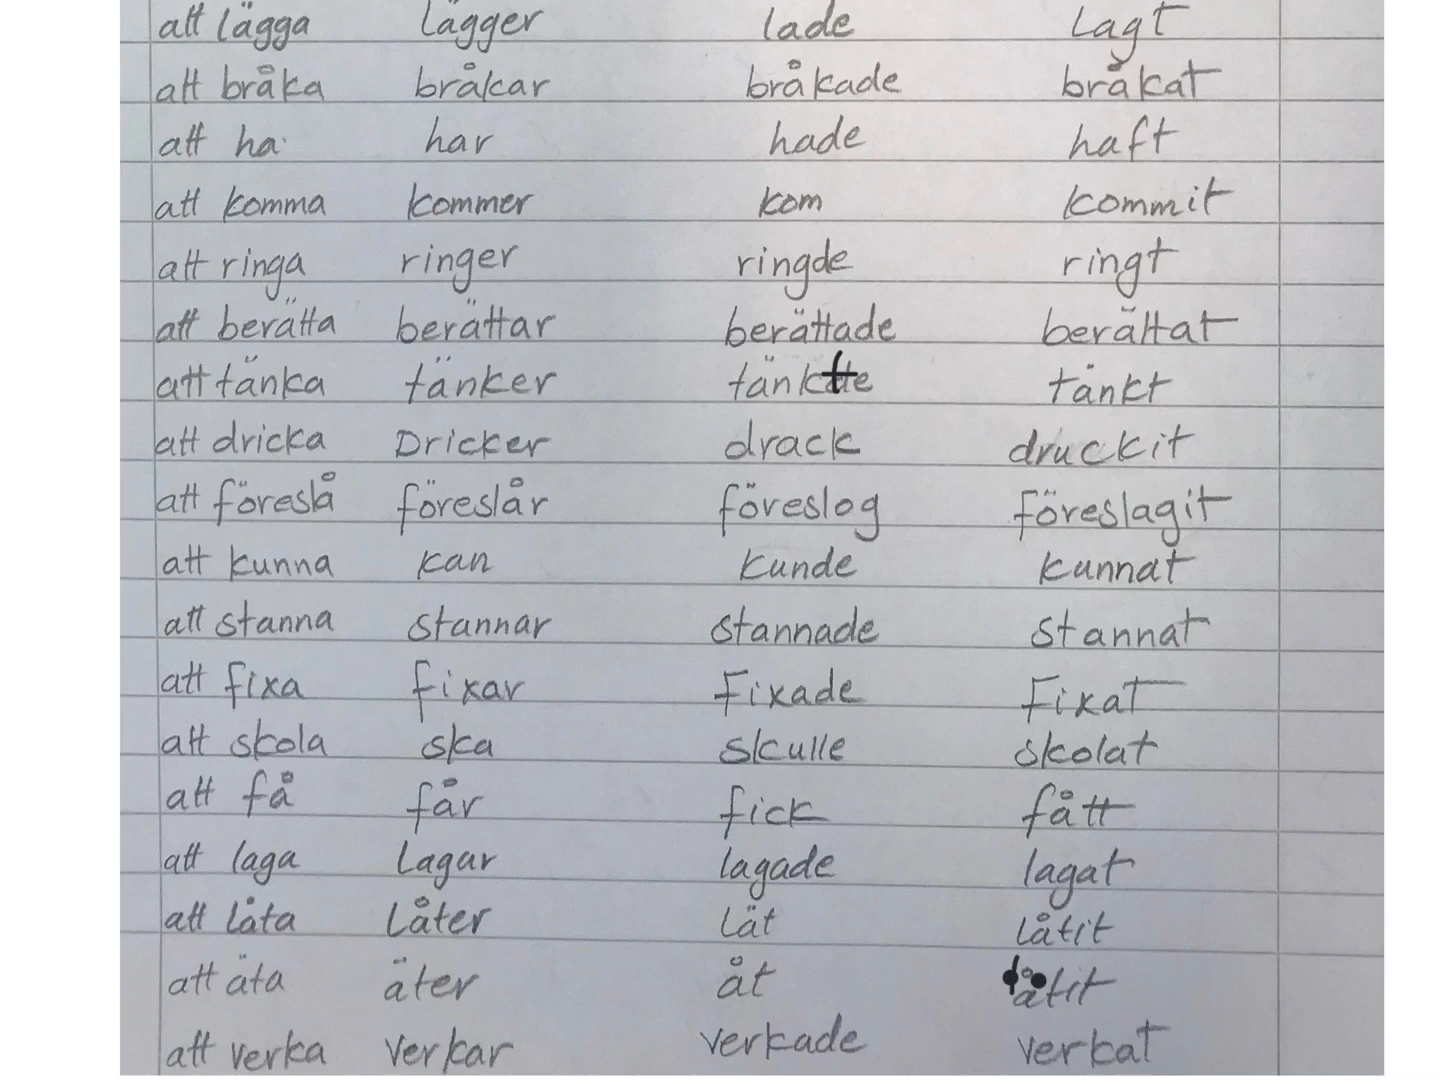 att lägga lägger lade Lagt
att bråka bråkar bråkade bråkat
att ha har hade haft
att komma kommer kom kommit
att ringa ringer ringde ringt
att berätta berättar berättade berättat
att tänka tänker tänkte tänkt
att dricka Dricker drack druckit
att föreslå föreslår föreslog föreslagit
att kunna kan kunde kunnat
att stanna stannar stannade stannat
att fixa fixar Fixade Fixat
att skola ska skulle skolat
att få får fick fått
att laga Lagar lagade lagat
att låta Låter lät låtit
att äta äter åt ätit
att verka verkar verkade verkat